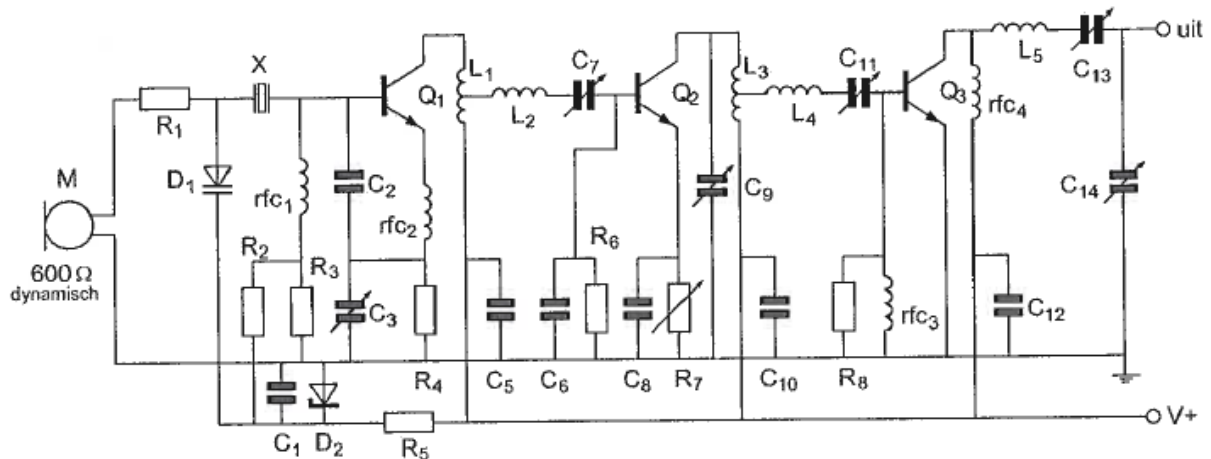 X
R1
D1
M
600 Ω
dynamisch
rfc1
R2
R3
C2
C3
rfc2
Q1
L1
L2
C7
R4
C1
D2
R5
C5
C6
R6
C8
R7
Q2
C9
L3
L4
C11
C10
R8
rfc3
Q3
rfc4
C12
L5
C13
C14
uit
V+